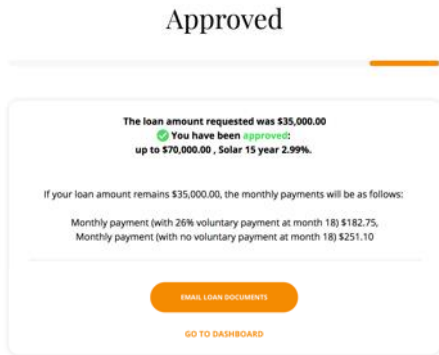 Approved
The loan amount requested was $35,000.00
You have been approved:
up to $70,000.00 , Solar 15 year 2.99%.
If your loan amount remains $35,000.00, the monthly payments will be as follows:
Monthly payment (with 26% voluntary payment at month 18) $182.75,
Monthly payment (with no voluntary payment at month 18) $251.10
EMAIL LOAN DOCUMENTS
GO TO DASHBOARD